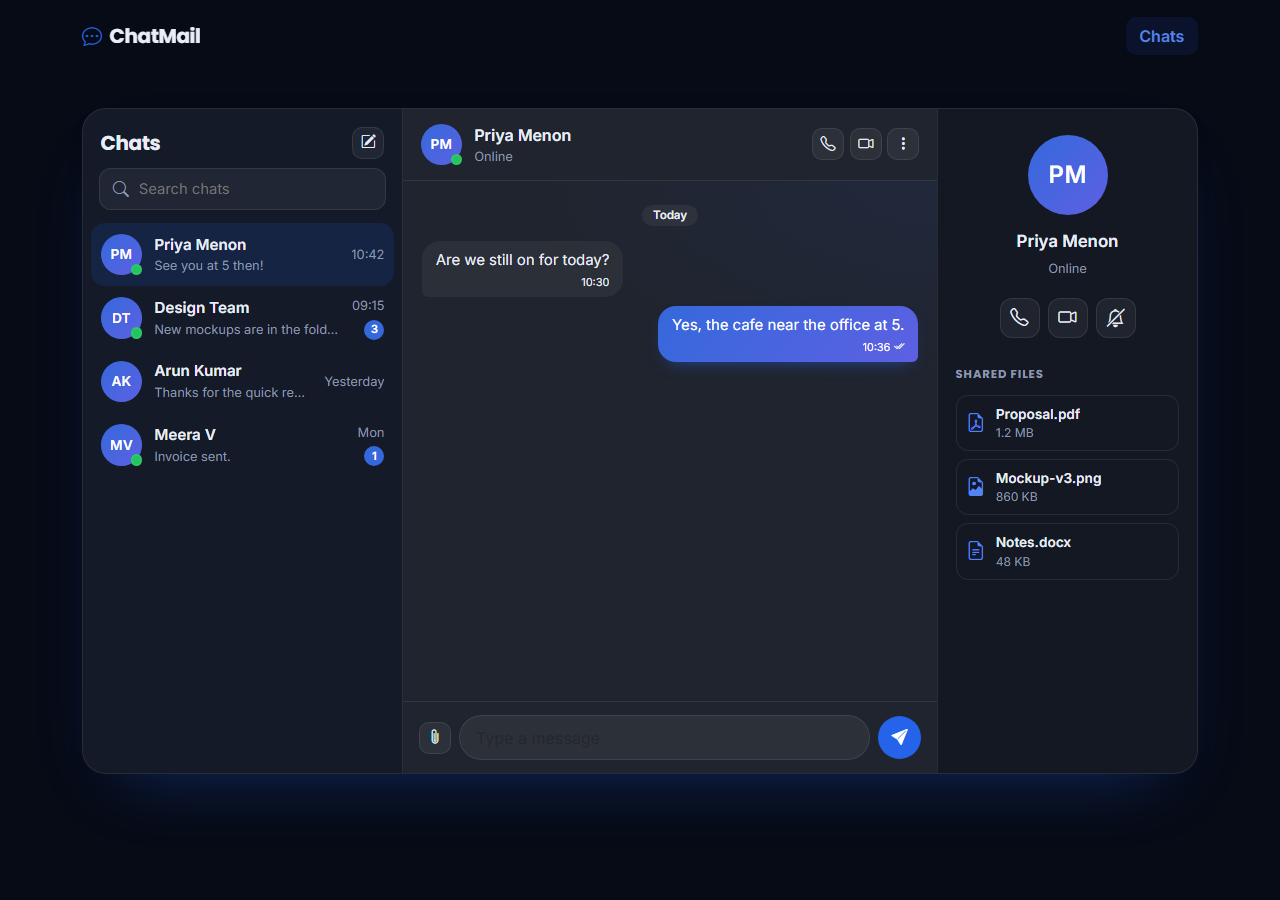 ChatMail
Chats
Chats
Search chats
PM
Priya Menon
10:42
See you at 5 then!
DT
Design Team
09:15
New mockups are in the fold...
3
AK
Arun Kumar
Yesterday
Thanks for the quick re...
MV
Meera V
Mon
Invoice sent.
1
PM
Priya Menon
Online
Today
Are we still on for today?
10:30
Yes, the cafe near the office at 5.
10:36
Type a message
PM
Priya Menon
Online
SHARED FILES
Proposal.pdf
1.2 MB
Mockup-v3.png
860 KB
Notes.docx
48 KB